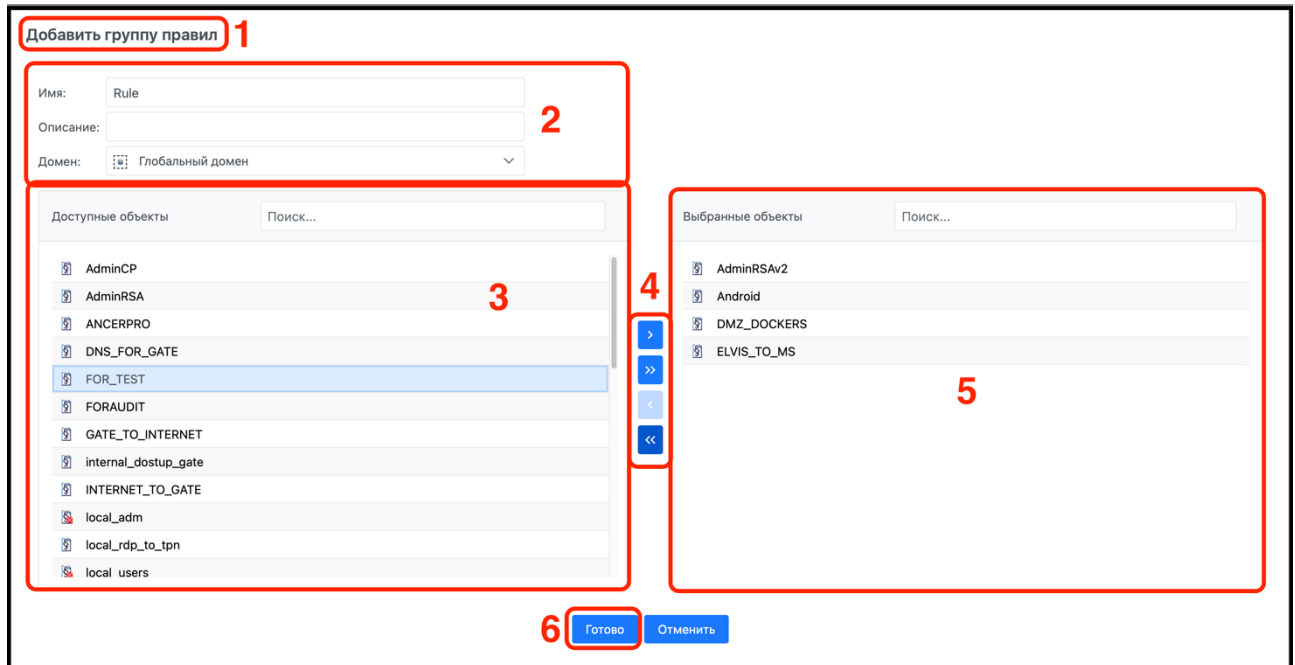 Добавить группу правил 1
Имя: Rule
2
Описание:
Домен: Глобальный домен
Доступные объекты Поиск...
AdminCP
AdminRSA
3
ANCERPRO
DNS_FOR_GATE
FOR_TEST
FORAUDIT
GATE_TO_INTERNET
internal_dostup_gate
INTERNET_TO_GATE
local_adm
local_rdp_to_tpn
local_users
4
>
>>
<
<<
Выбранные объекты Поиск...
AdminRSAv2
Android
DMZ_DOCKERS
ELVIS_TO_MS
5
6 Готово Отменить